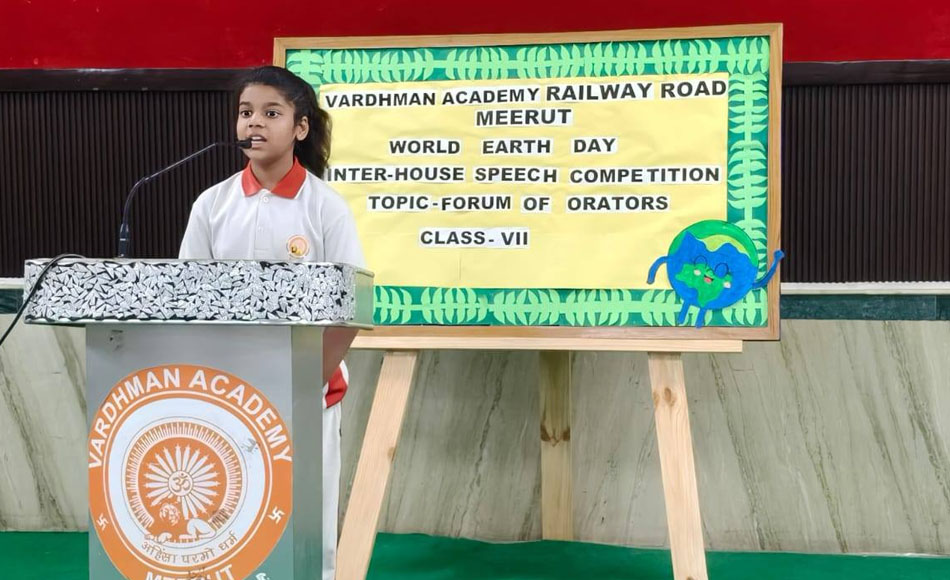 VARDHMAN ACADEMY RAILWAY ROAD
MEERUT
WORLD EARTH DAY
INTER-HOUSE SPEECH COMPETITION
TOPIC-FORUM OF ORATORS
CLASS-VII
VARDHMAN ACADEMY
ॐ
अहिंसा परमो धर्म
MEERUT